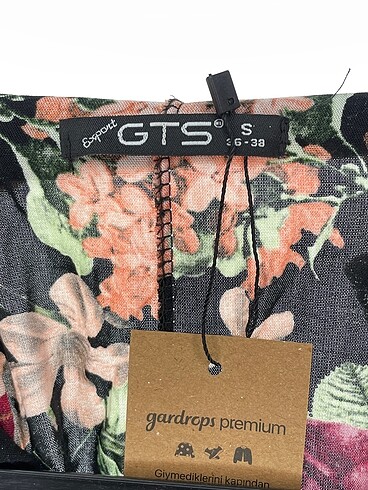 Export GTS® S
36-38
gardrops premium
Giymediklerini kapından